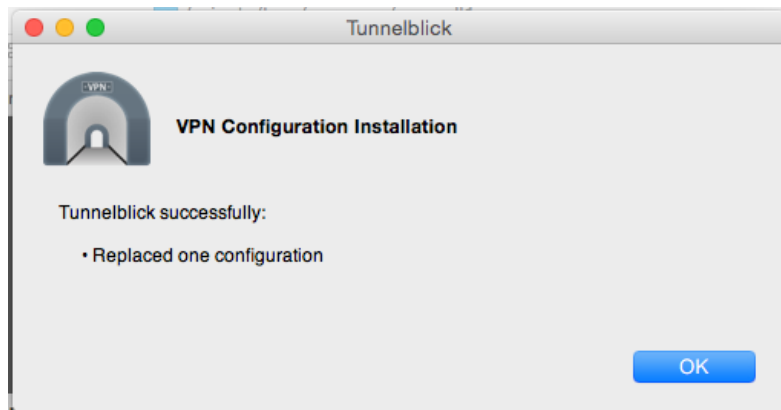 Tunnelblick
VPN
VPN Configuration Installation
Tunnelblick successfully:
• Replaced one configuration
OK